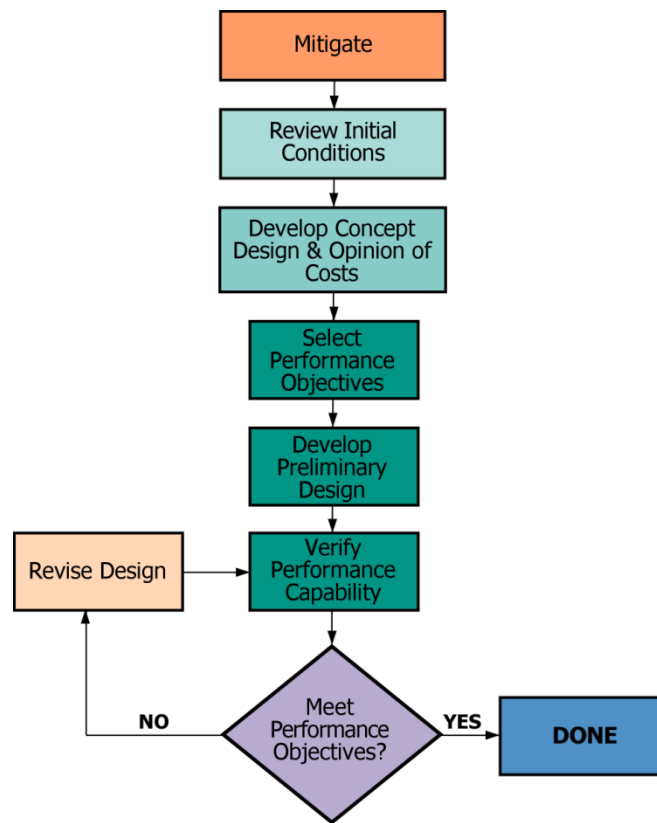 Mitigate
Review Initial
Conditions
Develop Concept
Design & Opinion of
Costs
Select
Performance
Objectives
Develop
Preliminary
Design
Revise Design
Verify
Performance
Capability
Meet
Performance
Objectives?
NO
YES
DONE